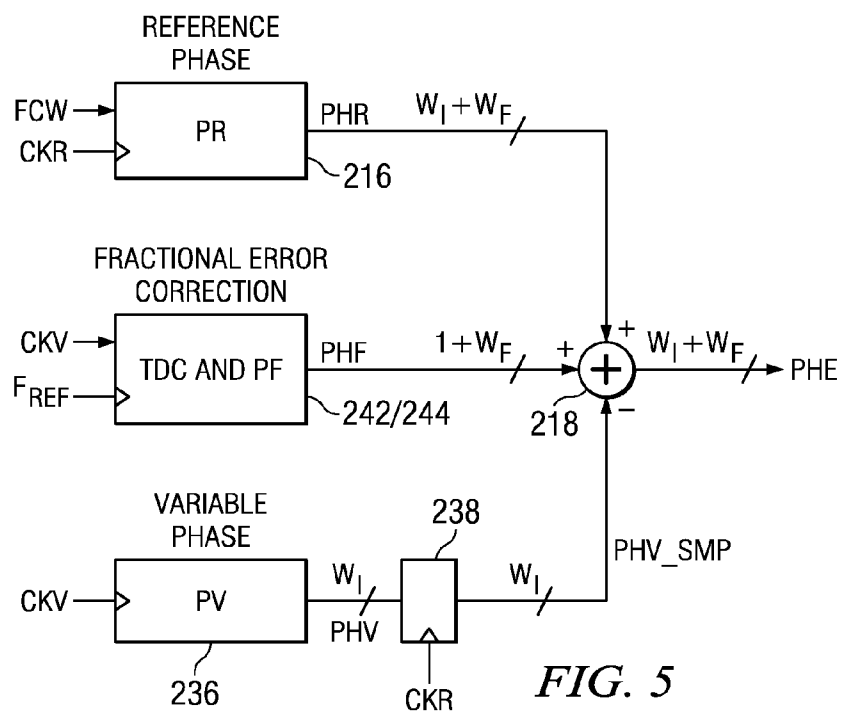 REFERENCE
PHASE
FCW
CKR
PR
PHR
W_I+W_F
216
FRACTIONAL ERROR
CORRECTION
CKV
F_REF
TDC AND PF
PHF
1+W_F
242/244
+
+
+
−
218
W_I+W_F
PHE
VARIABLE
PHASE
CKV
PV
236
W_I
PHV
238
CKR
W_I
PHV_SMP
FIG. 5